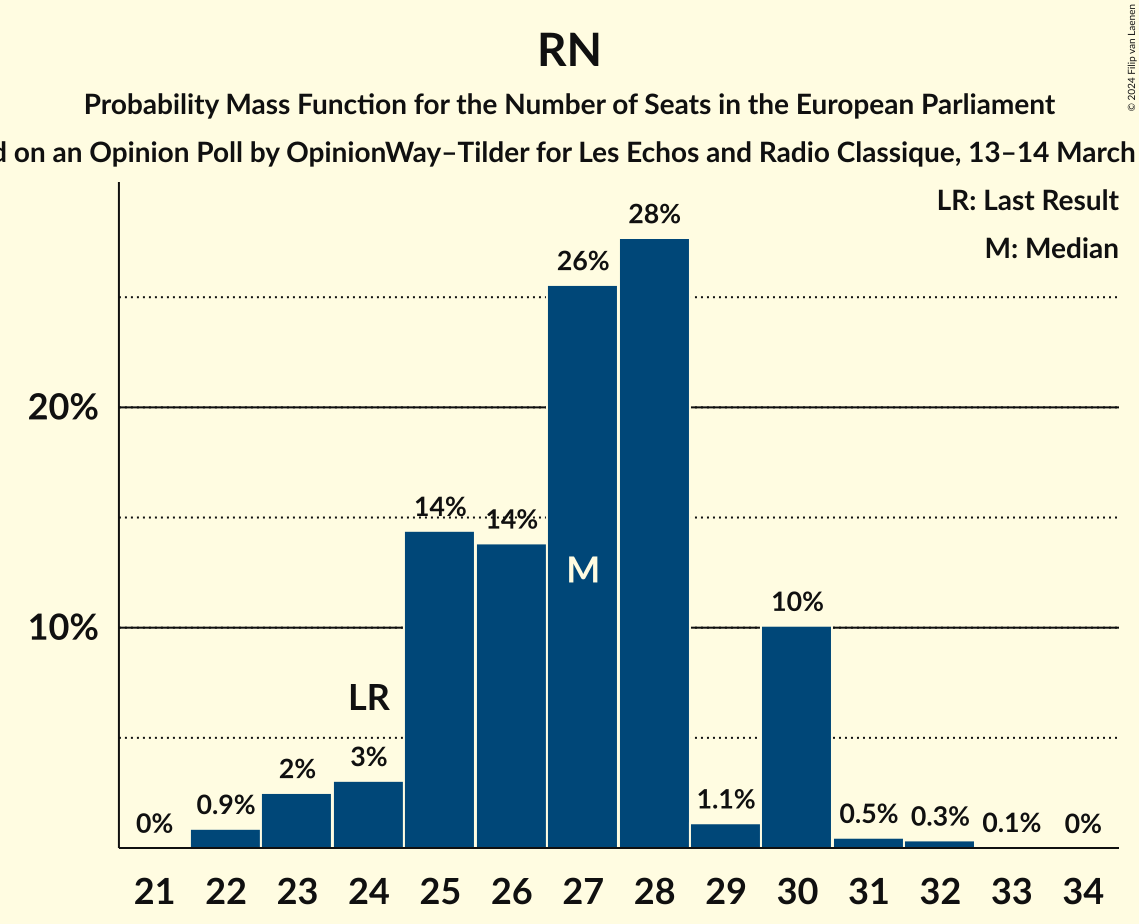 RN
Probability Mass Function for the Number of Seats in the European Parliament
on an Opinion Poll by OpinionWay–Tilder for Les Echos and Radio Classique, 13–14 March
© 2024 Filip van Laenen
LR: Last Result
M: Median
28%
26%
20%
14%
14%
M
10%
10%
LR
3%
2%
1.1%
0.9%
0.5%
0.3%
0.1%
0%
0%
21 22 23 24 25 26 27 28 29 30 31 32 33 34